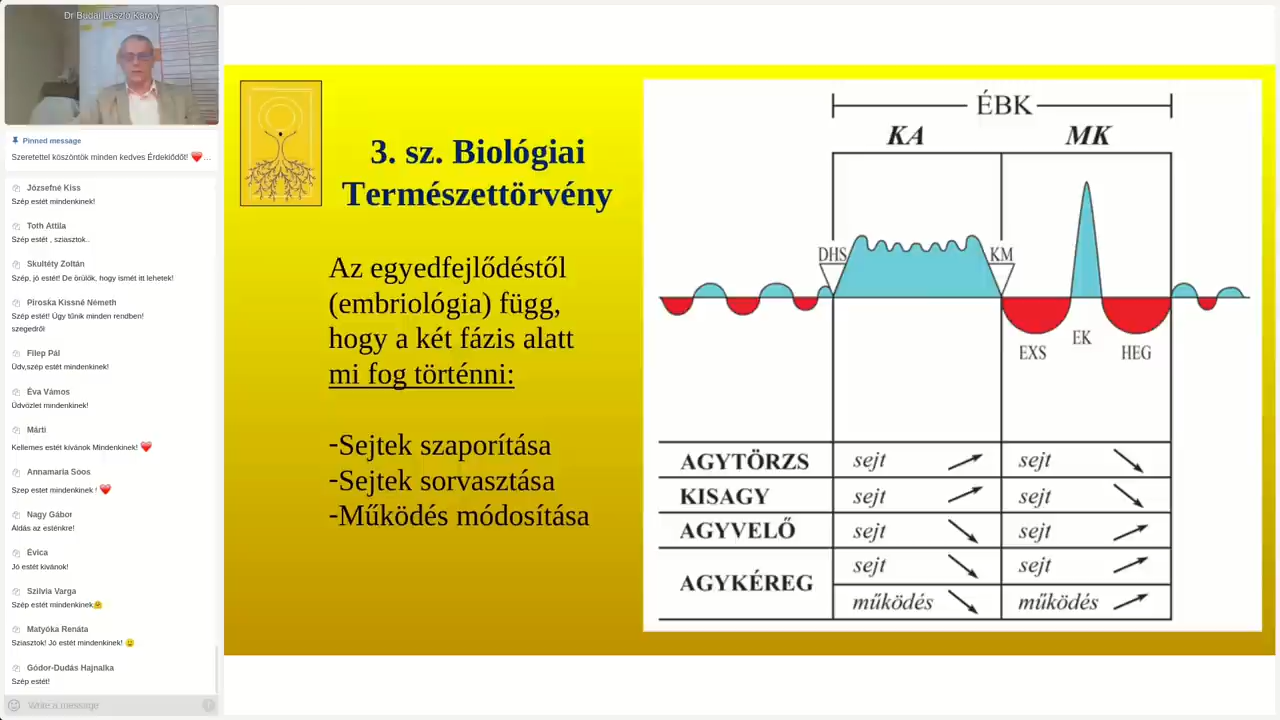 Dr Budai László Károly
Pinned message
Szeretettel köszöntök minden kedves Érdeklődőt! ❤️...
Józsefné Kiss
Szép estét mindenkinek!
Toth Attila
Szép estét , sziasztok..
Skultéty Zoltán
Szép, jó estét! De örülök, hogy ismét itt lehetek!
Piroska Kissné Németh
Szép estét! Úgy tűnik minden rendben!
szegedről
Filep Pál
Üdv,szép estét mindenkinek!
Éva Vámos
Üdvözlet mindenkinek!
Márti
Kellemes estét kívánok Mindenkinek! ❤️
Annamaria Soos
Szep estet mindenkinek ! ❤️
Nagy Gábor
Áldás az esténkre!
Évica
Jó estét kívánok!
Szilvia Varga
Szép estét mindenkinek🤗
Matyóka Renáta
Sziasztok! Jó estét mindenkinek! 🙂
Gódor-Dudás Hajnalka
Szép estét!
Write a message
3. sz. Biológiai
Természettörvény
Az egyedfejlődéstől
(embriológia) függ,
hogy a két fázis alatt
mi fog történni:
-Sejtek szaporítása
-Sejtek sorvasztása
-Működés módosítása
ÉBK
KA MK
DHS KM
EXS EK HEG
AGYTÖRZS sejt sejt
KISAGY sejt sejt
AGYVELŐ sejt sejt
AGYKÉREG sejt sejt
működés működés